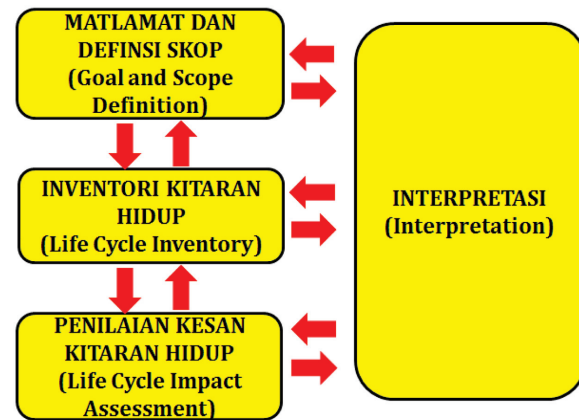 MATLAMAT DAN
DEFINSI SKOP
(Goal and Scope
Definition)
INVENTORI KITARAN
HIDUP
(Life Cycle Inventory)
PENILAIAN KESAN
KITARAN HIDUP
(Life Cycle Impact
Assessment)
INTERPRETASI
(Interpretation)